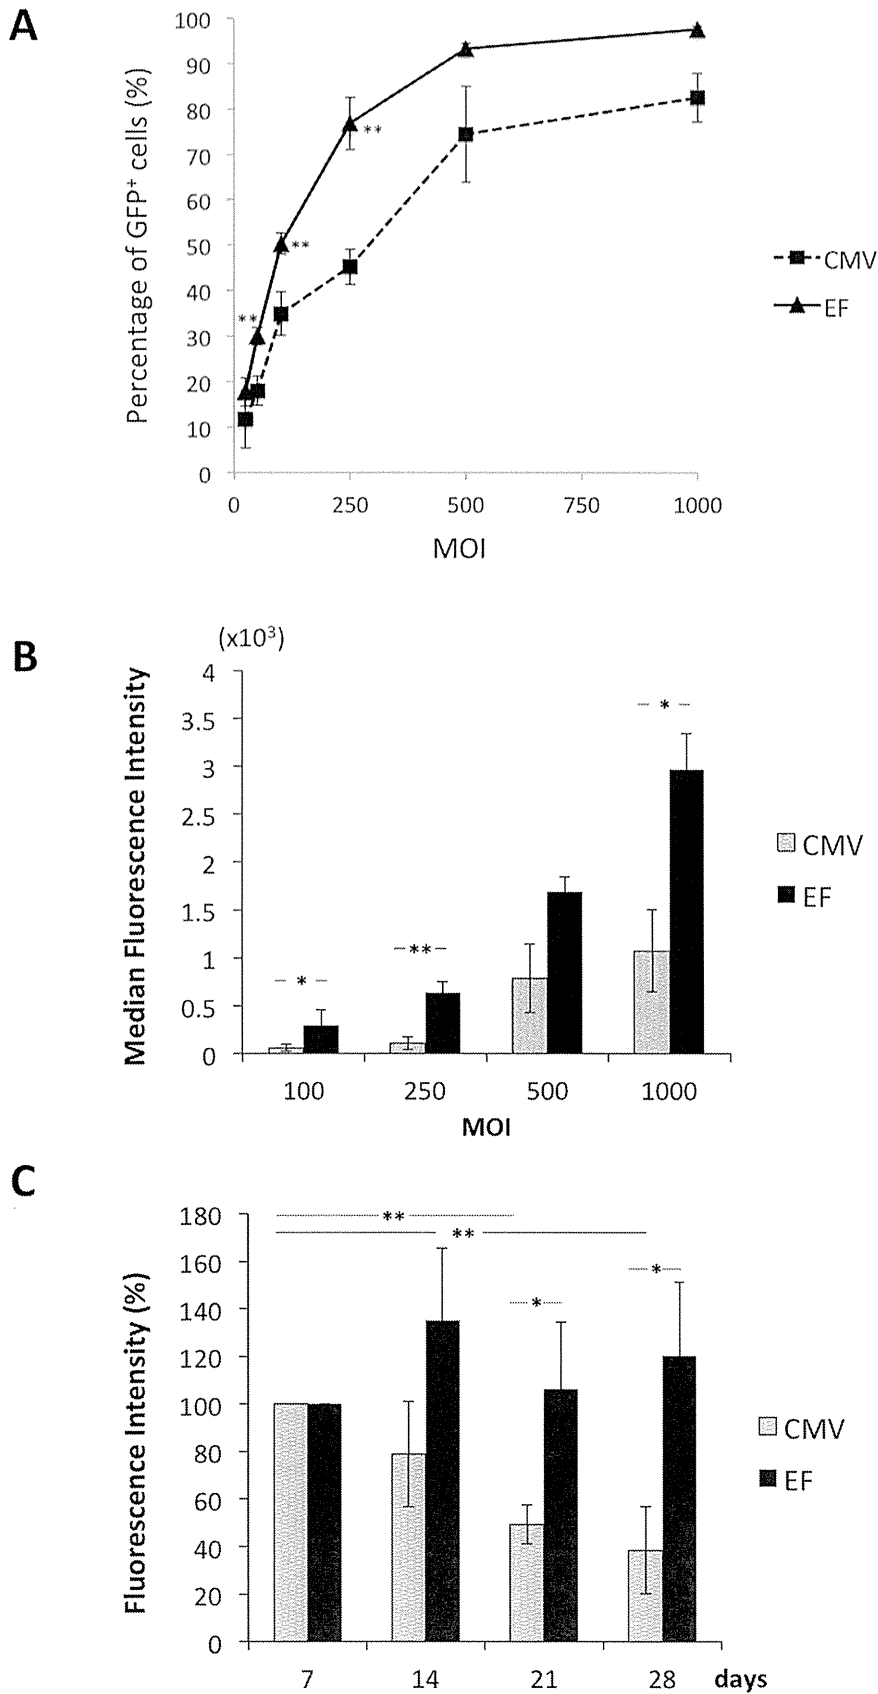 A
Percentage of GFP⁺ cells (%)
100
90
80
70
60
50
40
30
20
10
0
**
**
**
0 250 500 750 1000
MOI
CMV
EF
B
(x10³)
Median Fluorescence Intensity
4
3.5
3
2.5
2
1.5
1
0.5
0
*
**
*
100 250 500 1000
MOI
CMV
EF
C
Fluorescence Intensity (%)
180
160
140
120
100
80
60
40
20
0
**
**
*
*
7 14 21 28 days
CMV
EF